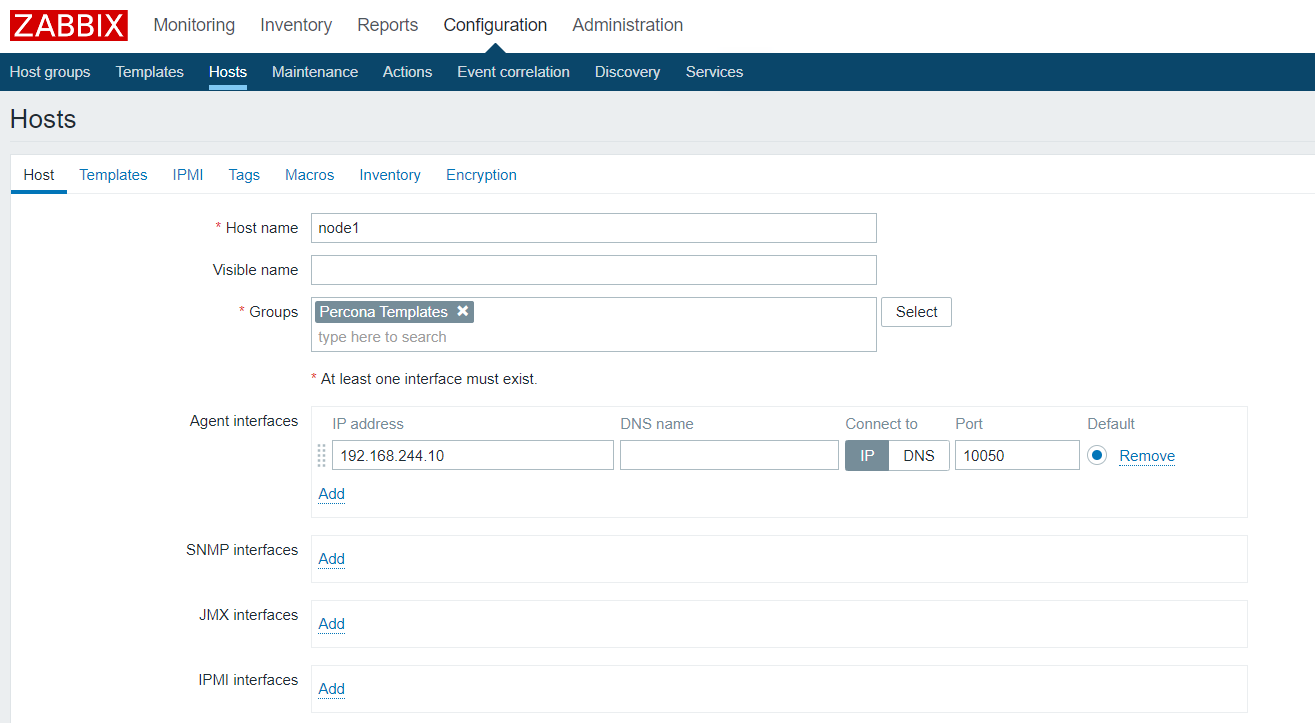 ZABBIX Monitoring Inventory Reports Configuration Administration
Host groups Templates Hosts Maintenance Actions Event correlation Discovery Services
Hosts
Host Templates IPMI Tags Macros Inventory Encryption
* Host name node1
Visible name
* Groups Percona Templates ✖ Select
type here to search
* At least one interface must exist.
Agent interfaces IP address DNS name Connect to Port Default
192.168.244.10 IP DNS 10050 Remove
Add
SNMP interfaces Add
JMX interfaces Add
IPMI interfaces Add